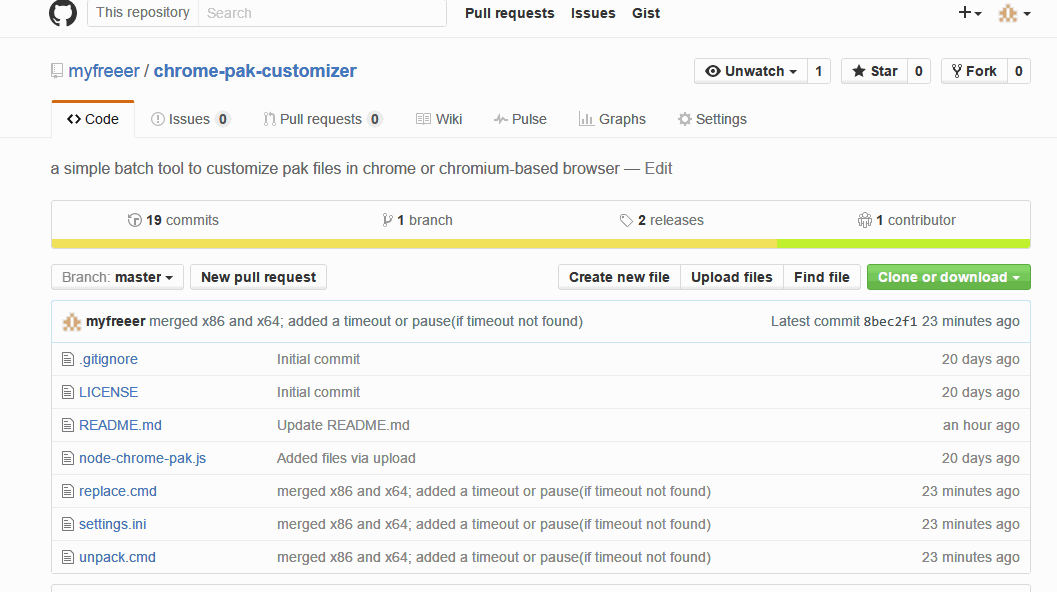 This repository Search Pull requests Issues Gist
myfreeer / chrome-pak-customizer Unwatch 1 Star 0 Fork 0
Code Issues 0 Pull requests 0 Wiki Pulse Graphs Settings
a simple batch tool to customize pak files in chrome or chromium-based browser — Edit
19 commits 1 branch 2 releases 1 contributor
Branch: master New pull request Create new file Upload files Find file Clone or download
myfreeer merged x86 and x64; added a timeout or pause(if timeout not found) Latest commit 8bec2f1 23 minutes ago
.gitignore Initial commit 20 days ago
LICENSE Initial commit 20 days ago
README.md Update README.md an hour ago
node-chrome-pak.js Added files via upload 20 days ago
replace.cmd merged x86 and x64; added a timeout or pause(if timeout not found) 23 minutes ago
settings.ini merged x86 and x64; added a timeout or pause(if timeout not found) 23 minutes ago
unpack.cmd merged x86 and x64; added a timeout or pause(if timeout not found) 23 minutes ago